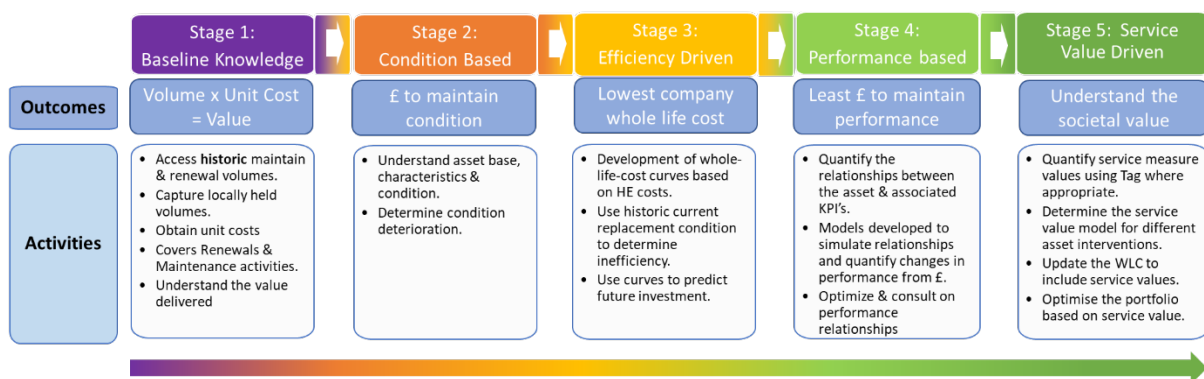 Stage 1:
Baseline Knowledge
Stage 2:
Condition Based
Stage 3:
Efficiency Driven
Stage 4:
Performance based
Stage 5: Service
Value Driven
Outcomes
Volume x Unit Cost
= Value
£ to maintain
condition
Lowest company
whole life cost
Least £ to maintain
performance
Understand the
societal value
Activities
• Access historic maintain
& renewal volumes.
• Capture locally held
volumes.
• Obtain unit costs
• Covers Renewals &
Maintenance activities.
• Understand the value
delivered
• Understand asset base,
characteristics &
condition.
• Determine condition
deterioration.
• Development of whole-
life-cost curves based
on HE costs.
• Use historic current
replacement condition
to determine
inefficiency.
• Use curves to predict
future investment.
• Quantify the
relationships between
the asset & associated
KPI's.
• Models developed to
simulate relationships
and quantify changes in
performance from £.
• Optimize & consult on
performance
relationships
• Quantify service measure
values using Tag where
appropriate.
• Determine the service
value model for different
asset interventions.
• Update the WLC to
include service values.
• Optimise the portfolio
based on service value.